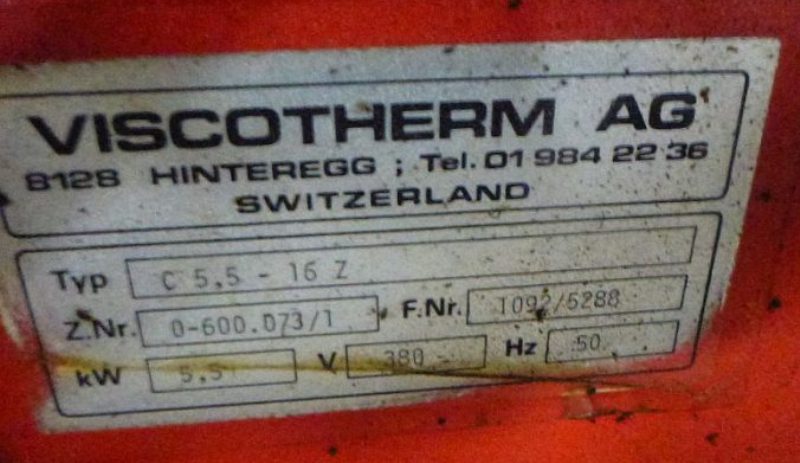 VISCOTHERM AG
8128 HINTEREGG ; Tel. 01 984 22 36
SWITZERLAND
Typ C 5,5 - 16 Z
Z.Nr. 0-600.073/1 F.Nr. 1092/5288
kW 5,5 V 380 Hz 50